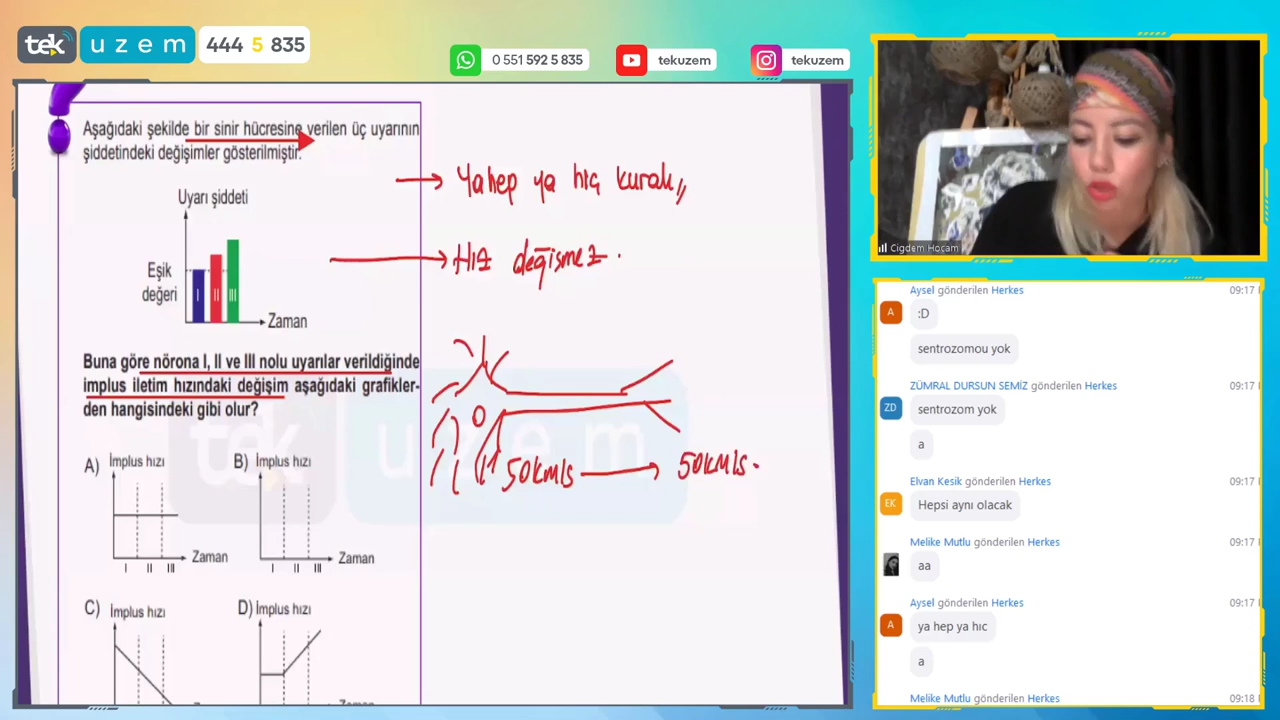 tek uzem 444 5 835
0 551 592 5 835
tekuzem
tekuzem
Aşağıdaki şekilde bir sinir hücresine verilen üç uyarının
şiddetindeki değişimler gösterilmiştir.
Uyarı şiddeti
Eşik
değeri
I II III
Zaman
Buna göre nörona I, II ve III nolu uyarılar verildiğinde
implus iletim hızındaki değişim aşağıdaki grafikler-
den hangisindeki gibi olur?
A) İmplus hızı
Zaman
I II III
B) İmplus hızı
Zaman
I II III
C) İmplus hızı
D) İmplus hızı
Ya hep ya hiç kuralı
Hız değişmez.
50km/s
50km/s.
tek uzem
Cigdem Hocam
Aysel gönderilen Herkes 09:17
A
:D
sentrozomou yok
ZÜMRAL DURSUN SEMİZ gönderilen Herkes 09:17
ZD
sentrozom yok
a
Elvan Kesik gönderilen Herkes 09:17
EK
Hepsi aynı olacak
Melike Mutlu gönderilen Herkes 09:17
aa
Aysel gönderilen Herkes 09:17
A
ya hep ya hıc
a
Melike Mutlu gönderilen Herkes 09:18